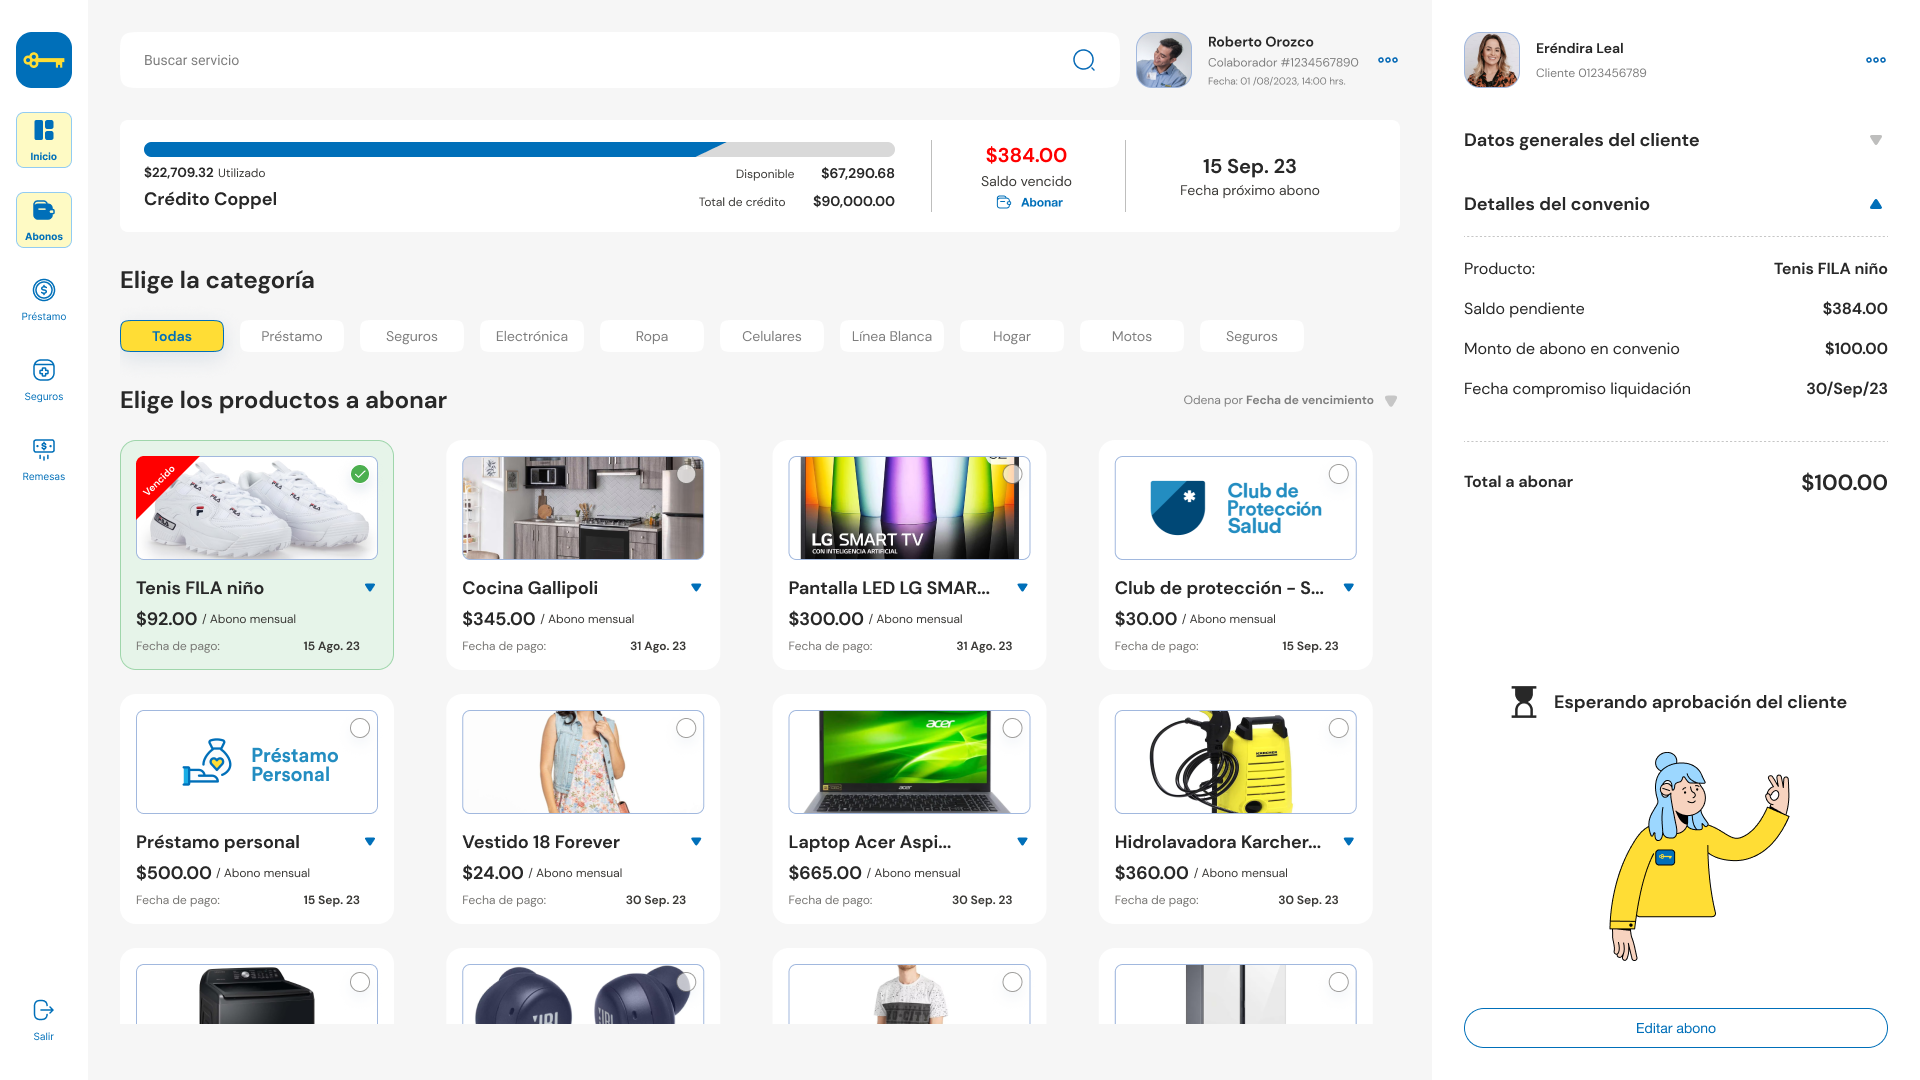 Buscar servicio
Roberto Orozco
Colaborador #1234567890
Fecha: 01 /08/2023, 14:00 hrs.
Eréndira Leal
Cliente 0123456789
Inicio
Abonos
Préstamo
Seguros
Remesas
Salir
$22,709.32 Utilizado
Crédito Coppel
Disponible $67,290.68
Total de crédito $90,000.00
$384.00
Saldo vencido
Abonar
15 Sep. 23
Fecha próximo abono
Elige la categoría
Todas
Préstamo
Seguros
Electrónica
Ropa
Celulares
Línea Blanca
Hogar
Motos
Seguros
Elige los productos a abonar
Odena por Fecha de vencimiento
Vencido
FILA
FILA
FILA
FILA
Tenis FILA niño
$92.00 / Abono mensual
Fecha de pago: 15 Ago. 23
Cocina Gallipoli
$345.00 / Abono mensual
Fecha de pago: 31 Ago. 23
LG SMART TV
CON INTELIGENCIA ARTIFICIAL
Pantalla LED LG SMAR...
$300.00 / Abono mensual
Fecha de pago: 31 Ago. 23
Club de
Protección
Salud
Club de protección - S...
$30.00 / Abono mensual
Fecha de pago: 15 Sep. 23
Préstamo
Personal
Préstamo personal
$500.00 / Abono mensual
Fecha de pago: 15 Sep. 23
Vestido 18 Forever
$24.00 / Abono mensual
Fecha de pago: 30 Sep. 23
acer
acer
Laptop Acer Aspi...
$665.00 / Abono mensual
Fecha de pago: 30 Sep. 23
KARCHER
Hidrolavadora Karcher...
$360.00 / Abono mensual
Fecha de pago: 30 Sep. 23
JBL
JBL
Datos generales del cliente
Detalles del convenio
Producto: Tenis FILA niño
Saldo pendiente $384.00
Monto de abono en convenio $100.00
Fecha compromiso liquidación 30/Sep/23
Total a abonar $100.00
Esperando aprobación del cliente
Editar abono